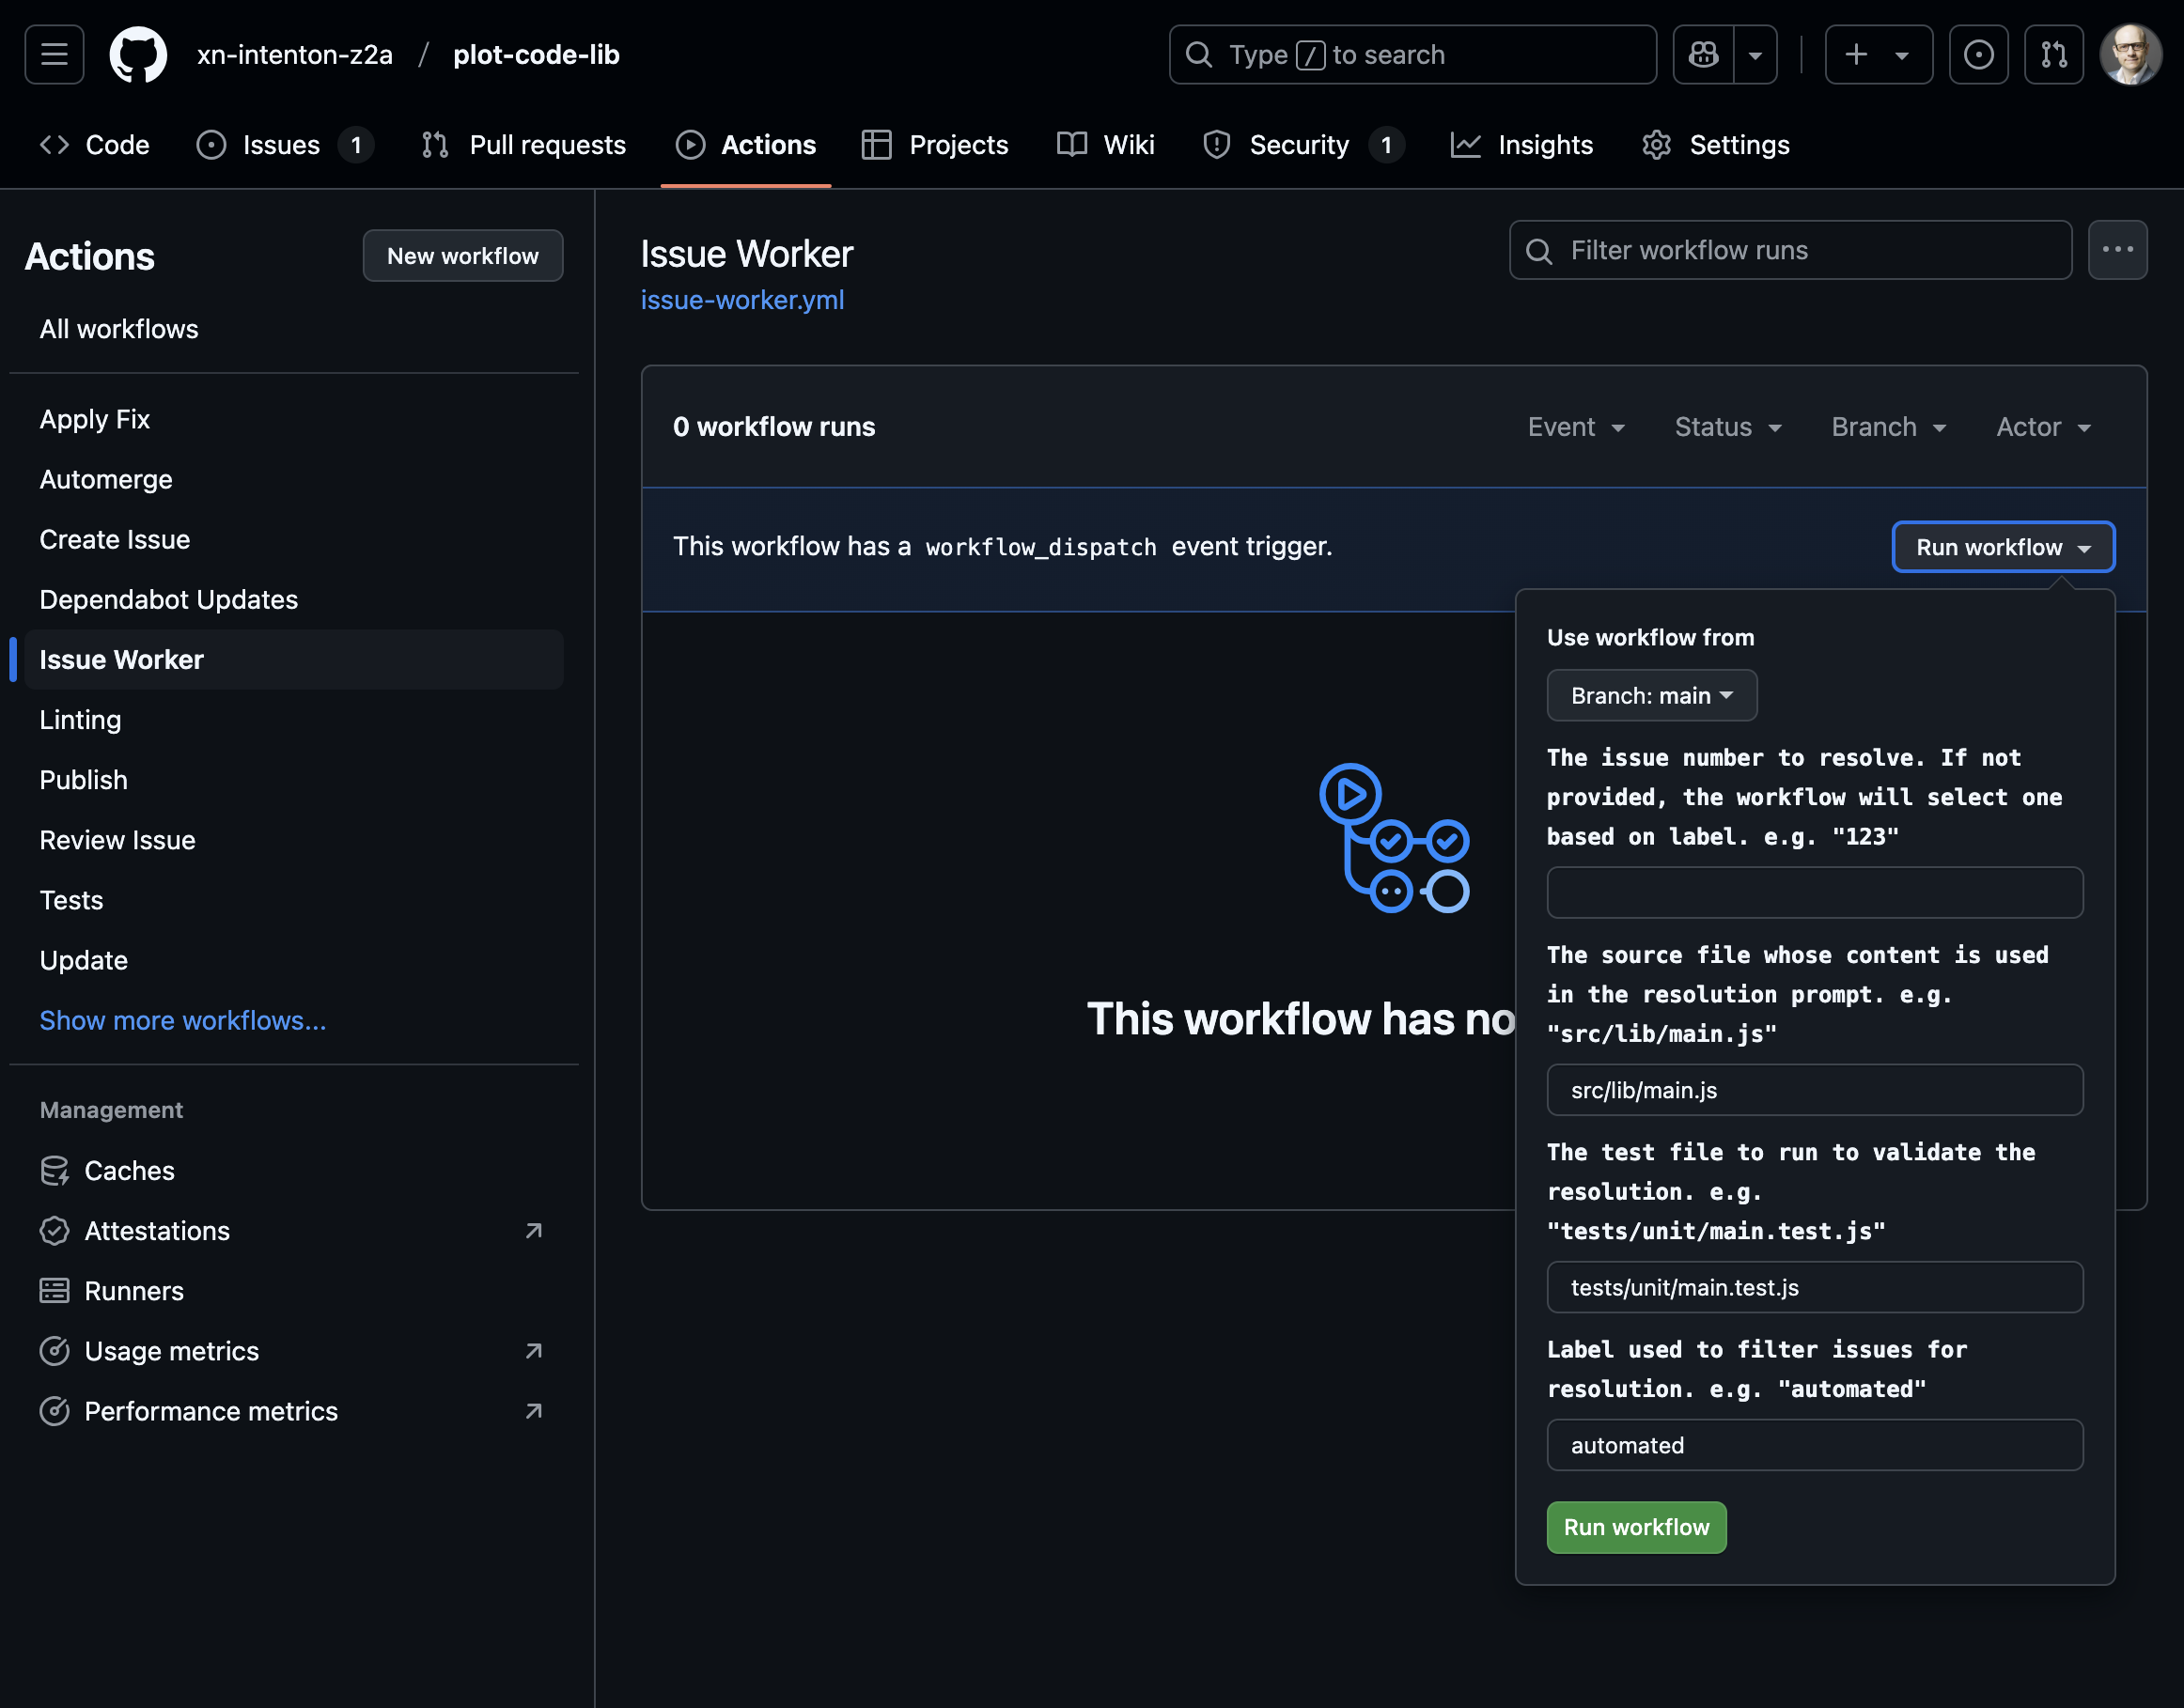 xn-intenton-z2a / plot-code-lib
Type / to search
Code
Issues 1
Pull requests
Actions
Projects
Wiki
Security 1
Insights
Settings
Actions
New workflow
All workflows
Apply Fix
Automerge
Create Issue
Dependabot Updates
Issue Worker
Linting
Publish
Review Issue
Tests
Update
Show more workflows...
Management
Caches
Attestations
Runners
Usage metrics
Performance metrics
Issue Worker
issue-worker.yml
Filter workflow runs
0 workflow runs
Event
Status
Branch
Actor
This workflow has a workflow_dispatch event trigger.
Run workflow
This workflow has no
Use workflow from
Branch: main
The issue number to resolve. If not
provided, the workflow will select one
based on label. e.g. "123"
The source file whose content is used
in the resolution prompt. e.g.
"src/lib/main.js"
src/lib/main.js
The test file to run to validate the
resolution. e.g.
"tests/unit/main.test.js"
tests/unit/main.test.js
Label used to filter issues for
resolution. e.g. "automated"
automated
Run workflow